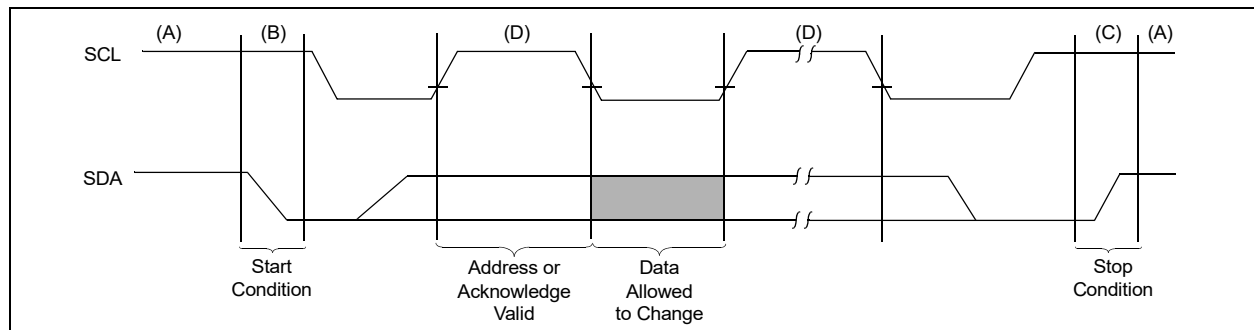 (A) (B) (D) (D) (C) (A)
SCL
SDA
Start
Condition
Address or
Acknowledge
Valid
Data
Allowed
to Change
Stop
Condition